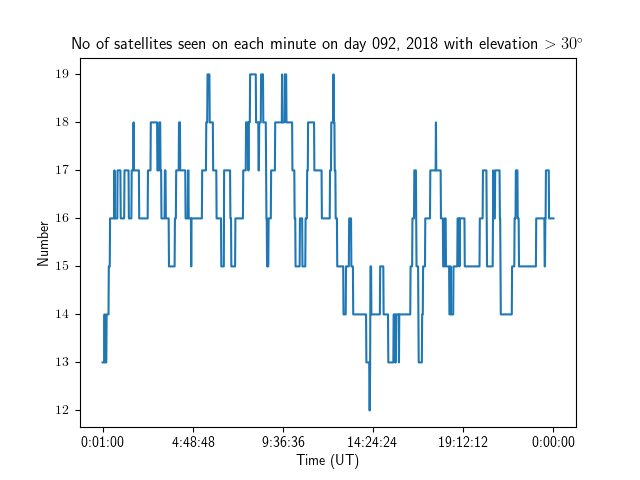 No of satellites seen on each minute on day 092, 2018 with elevation > 30°
19
18
17
16
15
14
13
12
Number
0:01:00 4:48:48 9:36:36 14:24:24 19:12:12 0:00:00
Time (UT)